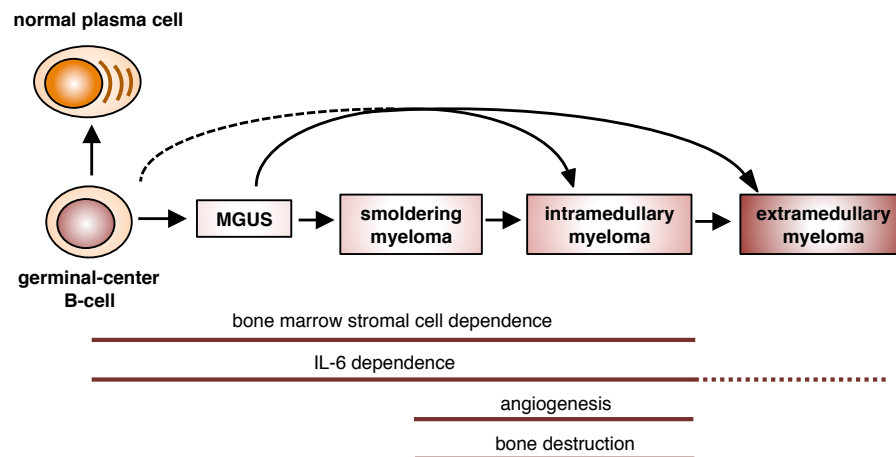 normal plasma cell
MGUS
smoldering
myeloma
intramedullary
myeloma
extramedullary
myeloma
germinal-center
B-cell
bone marrow stromal cell dependence
IL-6 dependence
angiogenesis
bone destruction